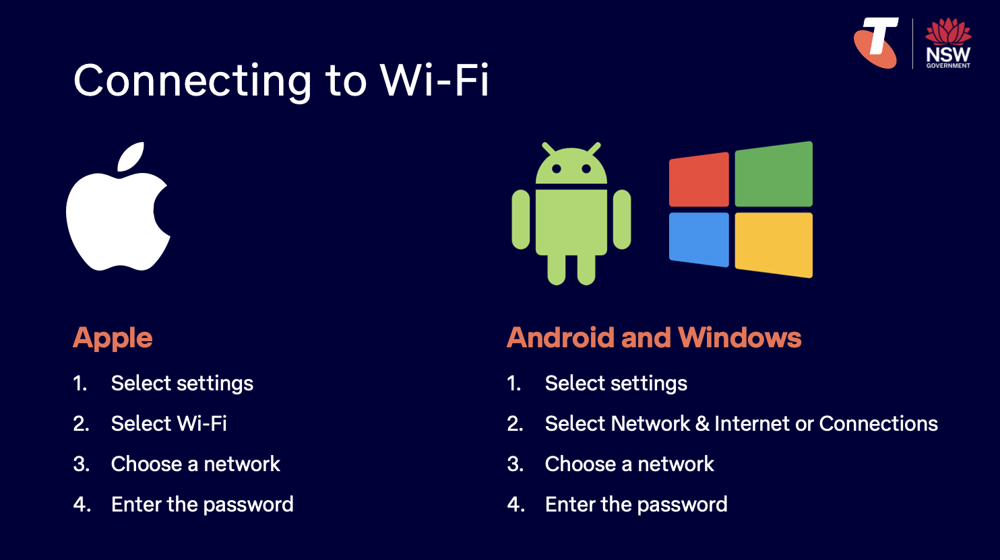 T
NSW
GOVERNMENT
Connecting to Wi-Fi
Apple
1. Select settings
2. Select Wi-Fi
3. Choose a network
4. Enter the password
Android and Windows
1. Select settings
2. Select Network & Internet or Connections
3. Choose a network
4. Enter the password